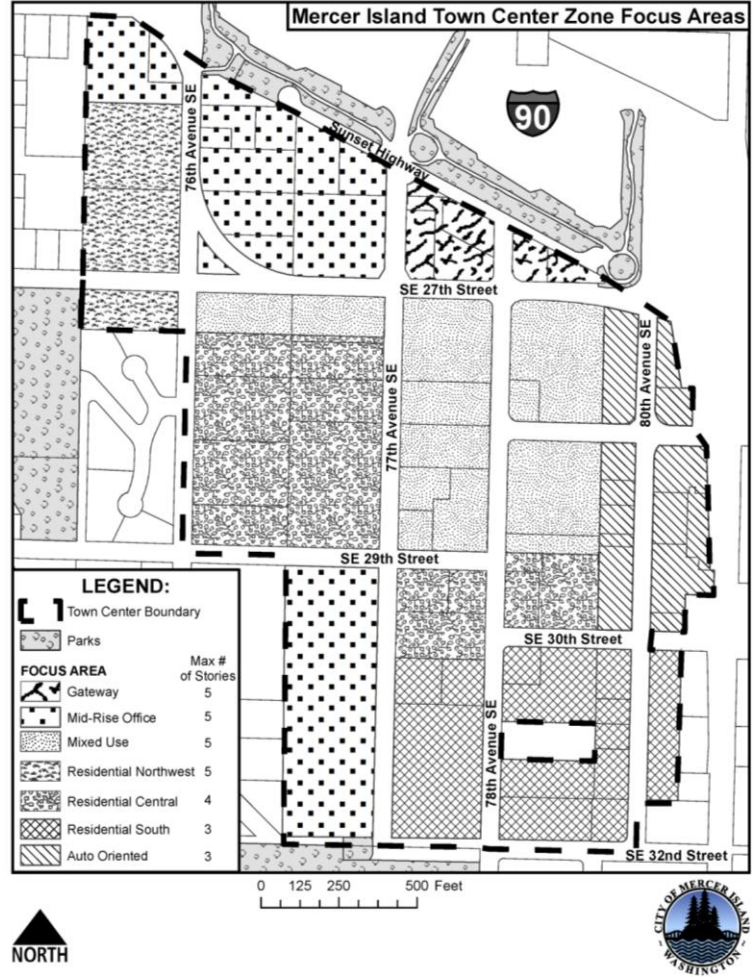 Mercer Island Town Center Zone Focus Areas
90
76th Avenue SE
Sunset Highway
SE 27th Street
77th Avenue SE
80th Avenue SE
SE 29th Street
SE 30th Street
78th Avenue SE
SE 32nd Street
LEGEND:
Town Center Boundary
Parks
FOCUS AREA Max # of Stories
Gateway 5
Mid-Rise Office 5
Mixed Use 5
Residential Northwest 5
Residential Central 4
Residential South 3
Auto Oriented 3
0 125 250 500 Feet
NORTH
CITY OF MERCER ISLAND
WASHINGTON